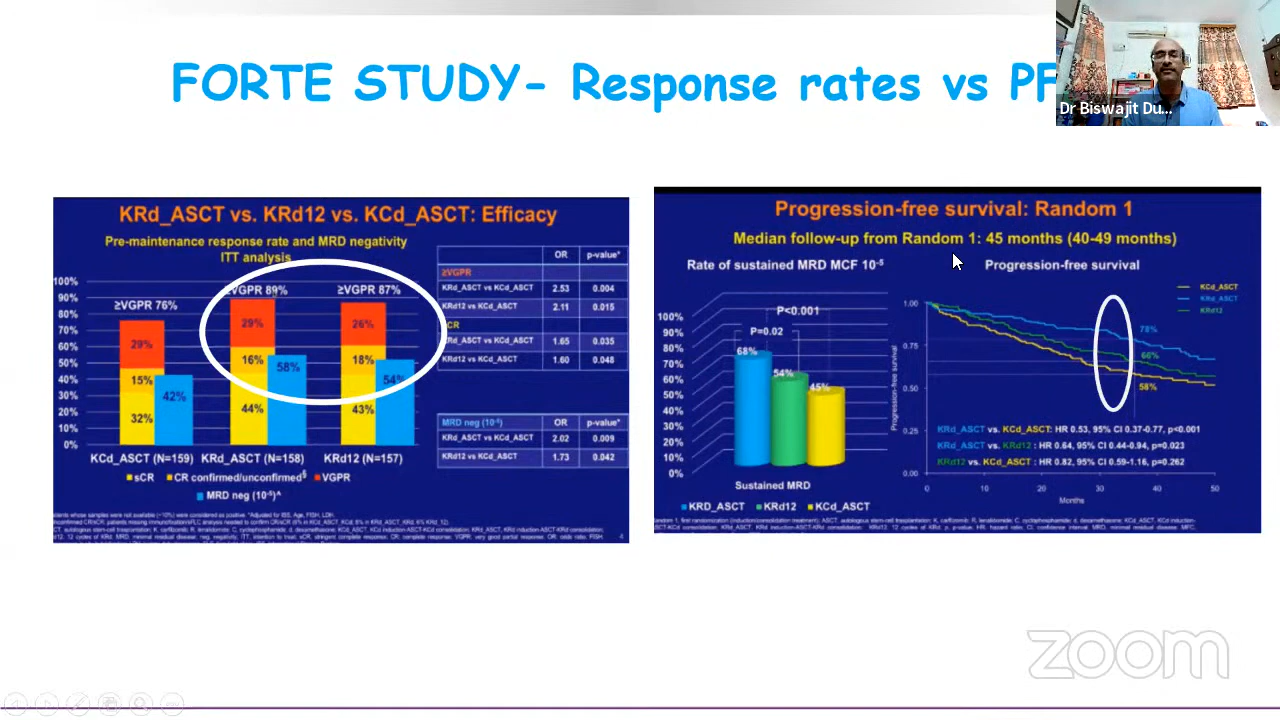 FORTE STUDY- Response rates vs PF
Dr Biswajit Du...
KRd_ASCT vs. KRd12 vs. KCd_ASCT: Efficacy
Pre-maintenance response rate and MRD negativity
ITT analysis
100%
90%
80%
70%
60%
50%
40%
30%
20%
10%
0%
≥VGPR 76%
≥VGPR 89%
≥VGPR 87%
29%
15%
32%
42%
29%
16%
44%
58%
26%
18%
43%
54%
KCd_ASCT (N=159) KRd_ASCT (N=158) KRd12 (N=157)
sCR CR confirmed/unconfirmed§ VGPR
MRD neg (10-5)^
OR p-value*
≥VGPR
KRd_ASCT vs KCd_ASCT 2.53 0.004
KRd12 vs KCd_ASCT 2.11 0.015
CR
KRd_ASCT vs KCd_ASCT 1.65 0.035
KRd12 vs KCd_ASCT 1.60 0.048
MRD neg (10-5) OR p-value*
KRd_ASCT vs KCd_ASCT 2.02 0.009
KRd12 vs KCd_ASCT 1.73 0.042
Progression-free survival: Random 1
Median follow-up from Random 1: 45 months (40-49 months)
Rate of sustained MRD MCF 10-5
100%
90%
80%
70%
60%
50%
40%
30%
20%
10%
0%
P<0.001
P=0.02
68%
54%
45%
Sustained MRD
KRD_ASCT KRd12 KCd_ASCT
Progression-free survival
KCd_ASCT
KRd_ASCT
KRd12
Progression-free survival
1.00
0.75
0.50
0.25
0.00
78%
66%
58%
KRd_ASCT vs KCd_ASCT: HR 0.53, 95% CI 0.37-0.77, p<0.001
KRd_ASCT vs KRd12 : HR 0.64, 95% CI 0.44-0.94, p=0.023
KRd12 vs KCd_ASCT : HR 0.82, 95% CI 0.59-1.16, p=0.262
0 10 20 30 40 50
Months
zoom